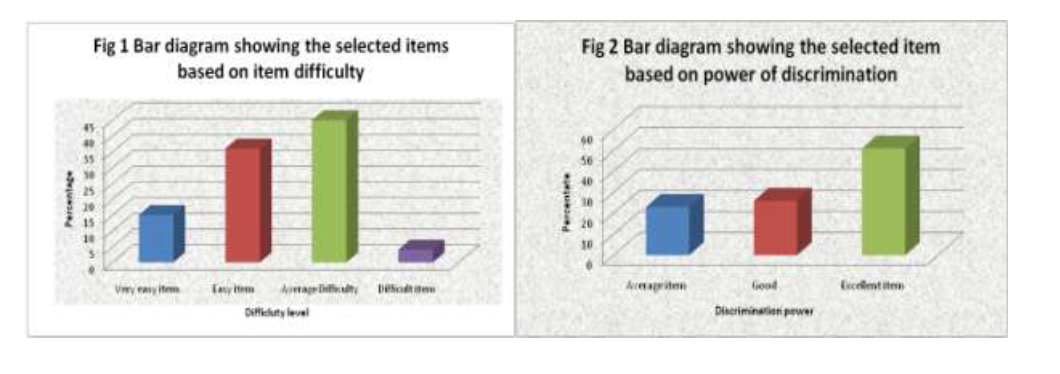 Fig 1 Bar diagram showing the selected items
based on item difficulty
45
40
35
30
25
20
15
10
5
0
Percentage
Very easy item
Easy item
Average Difficulty
Difficult item
Difficluty level
Fig 2 Bar diagram showing the selected item
based on power of discrimination
60
50
40
30
20
10
0
Percentate
Average item
Good
Excellent item
Discrimination power